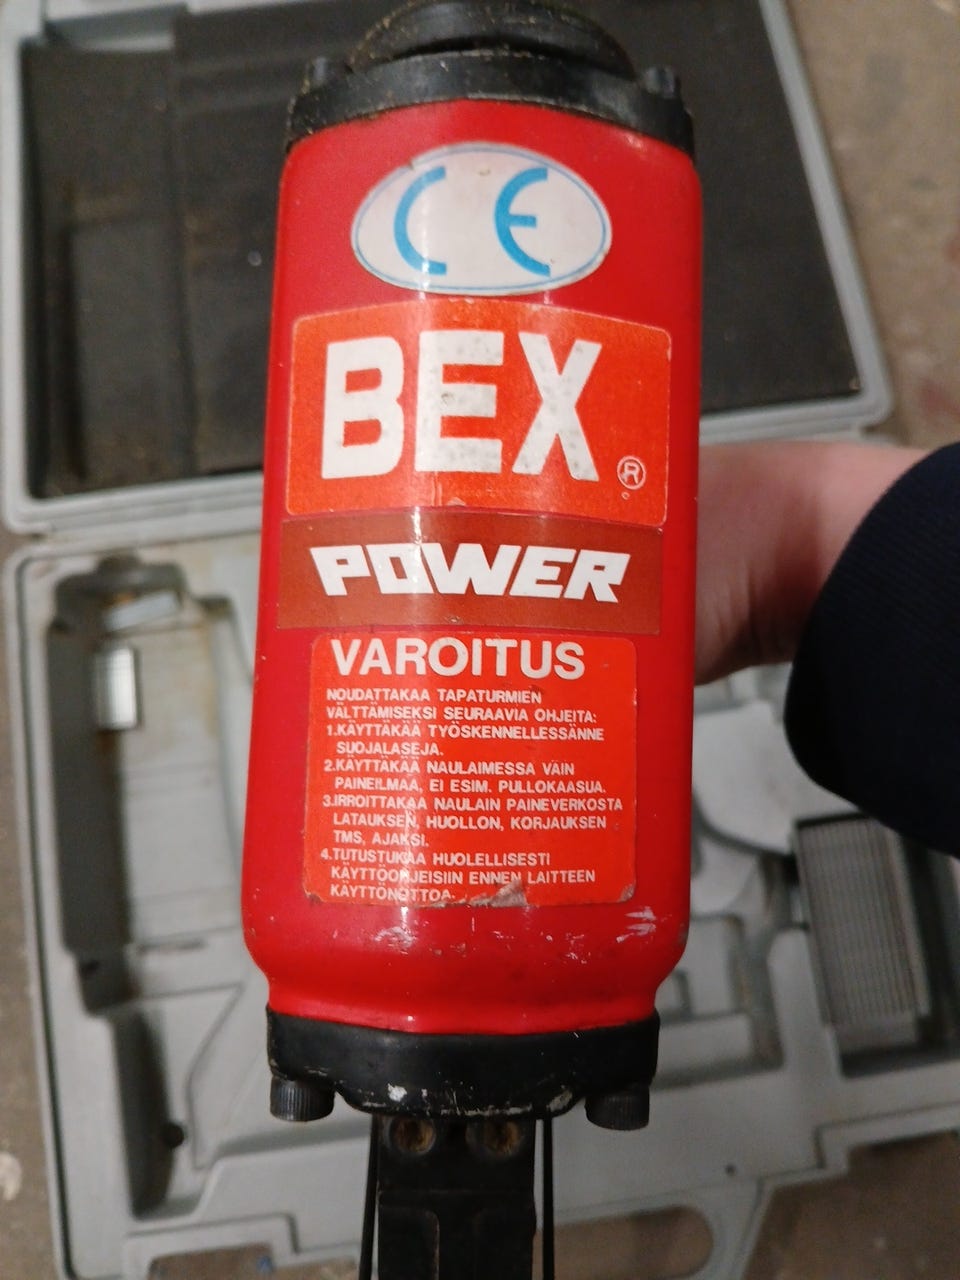 CE
BEX
®
POWER
VAROITUS
NOUDATTAKAA TAPATURMIEN
VÄLTTÄMISEKSI SEURAAVIA OHJEITA:
1.KÄYTTÄKÄÄ TYÖSKENNELLESSÄNNE
SUOJALASEJA.
2.KÄYTTÄKÄÄ NAULAIMESSA VAIN
PAINEILMAA, EI ESIM. PULLOKAASUA.
3.IRROITTAKAA NAULAIN PAINEVERKOSTA
LATAUKSEN, HUOLLON, KORJAUKSEN
TMS, AJAKSI.
4.TUTUSTUKAA HUOLELLISESTI
KÄYTTÖOHJEISIIN ENNEN LAITTEEN
KÄYTTÖNOTTOA.